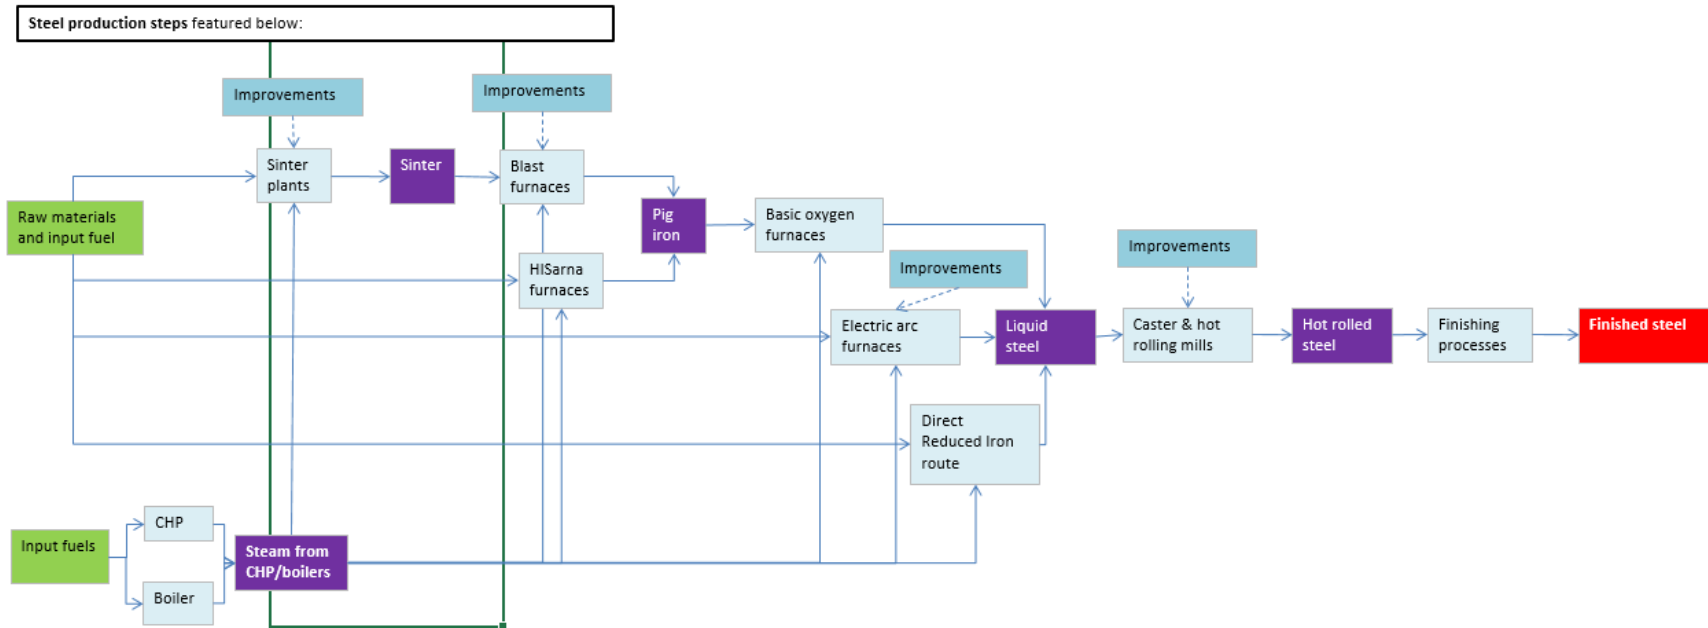 Steel production steps featured below:
Improvements
Improvements
Sinter
plants
Sinter
Blast
furnaces
Raw materials
and input fuel
Pig
iron
Basic oxygen
furnaces
HISarna
furnaces
Improvements
Improvements
Electric arc
furnaces
Liquid
steel
Caster & hot
rolling mills
Hot rolled
steel
Finishing
processes
Finished steel
Direct
Reduced Iron
route
Input fuels
CHP
Boiler
Steam from
CHP/boilers